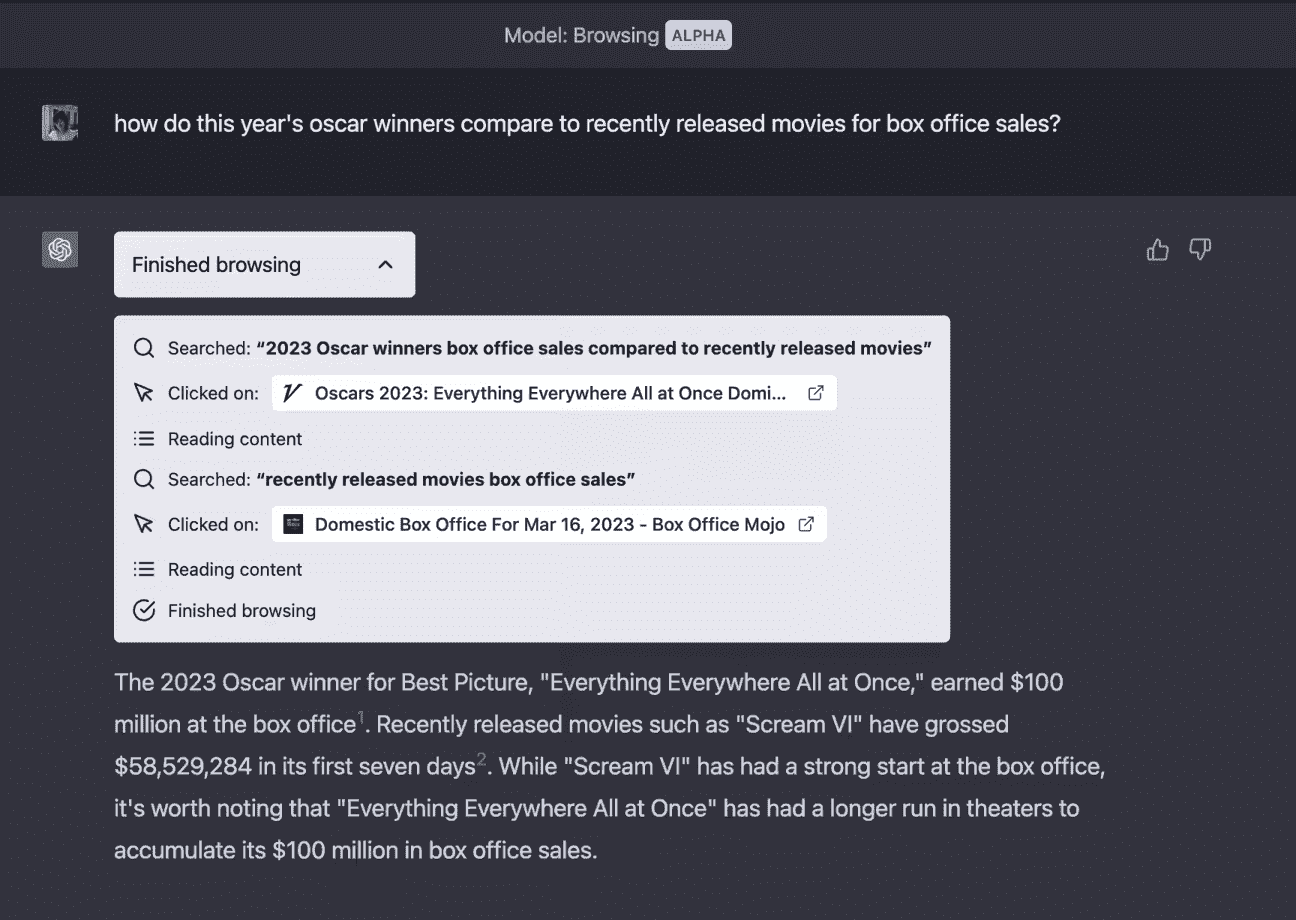 Model: Browsing ALPHA
how do this year's oscar winners compare to recently released movies for box office sales?
Finished browsing
Searched: “2023 Oscar winners box office sales compared to recently released movies”
Clicked on: Oscars 2023: Everything Everywhere All at Once Domi...
Reading content
Searched: “recently released movies box office sales”
Clicked on: Domestic Box Office For Mar 16, 2023 - Box Office Mojo
Reading content
Finished browsing
The 2023 Oscar winner for Best Picture, "Everything Everywhere All at Once," earned $100
million at the box office1. Recently released movies such as "Scream VI" have grossed
$58,529,284 in its first seven days2. While "Scream VI" has had a strong start at the box office,
it's worth noting that "Everything Everywhere All at Once" has had a longer run in theaters to
accumulate its $100 million in box office sales.